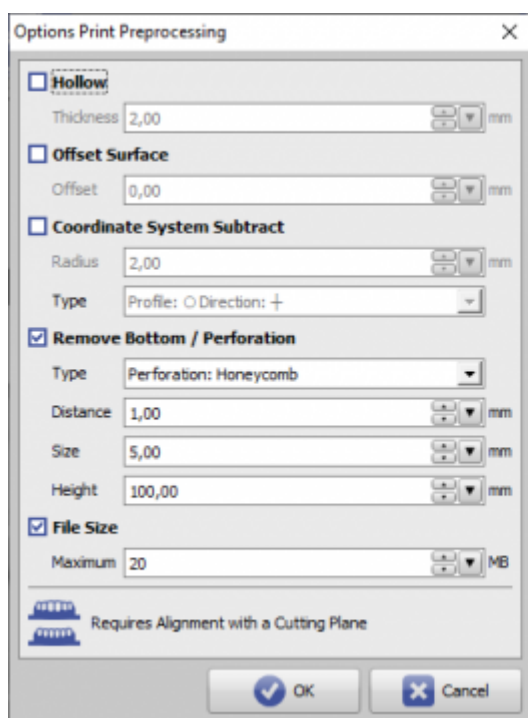 Options Print Preprocessing
Hollow
Thickness 2,00 mm
Offset Surface
Offset 0,00 mm
Coordinate System Subtract
Radius 2,00 mm
Type Profile: ○ Direction: +
Remove Bottom / Perforation
Type Perforation: Honeycomb
Distance 1,00 mm
Size 5,00 mm
Height 100,00 mm
File Size
Maximum 20 MB
Requires Alignment with a Cutting Plane
OK Cancel